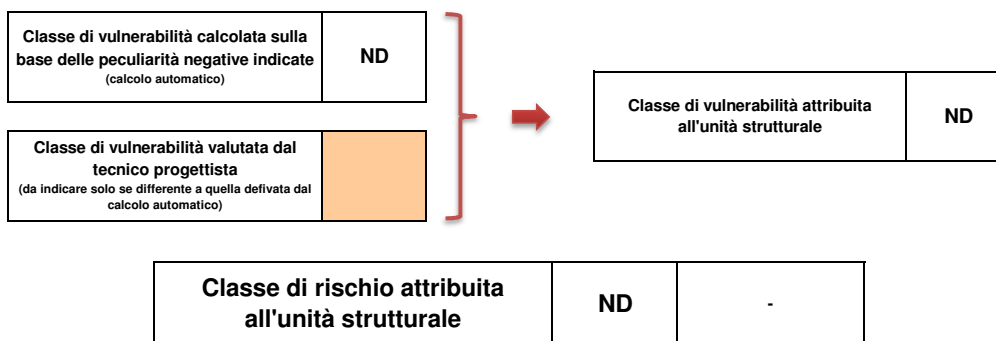 Classe di vulnerabilità calcolata sulla
base delle peculiarità negative indicate
(calcolo automatico)
ND
Classe di vulnerabilità valutata dal
tecnico progettista
(da indicare solo se differente a quella defivata dal
calcolo automatico)
Classe di vulnerabilità attribuita
all'unità strutturale
ND
Classe di rischio attribuita
all'unità strutturale
ND
-